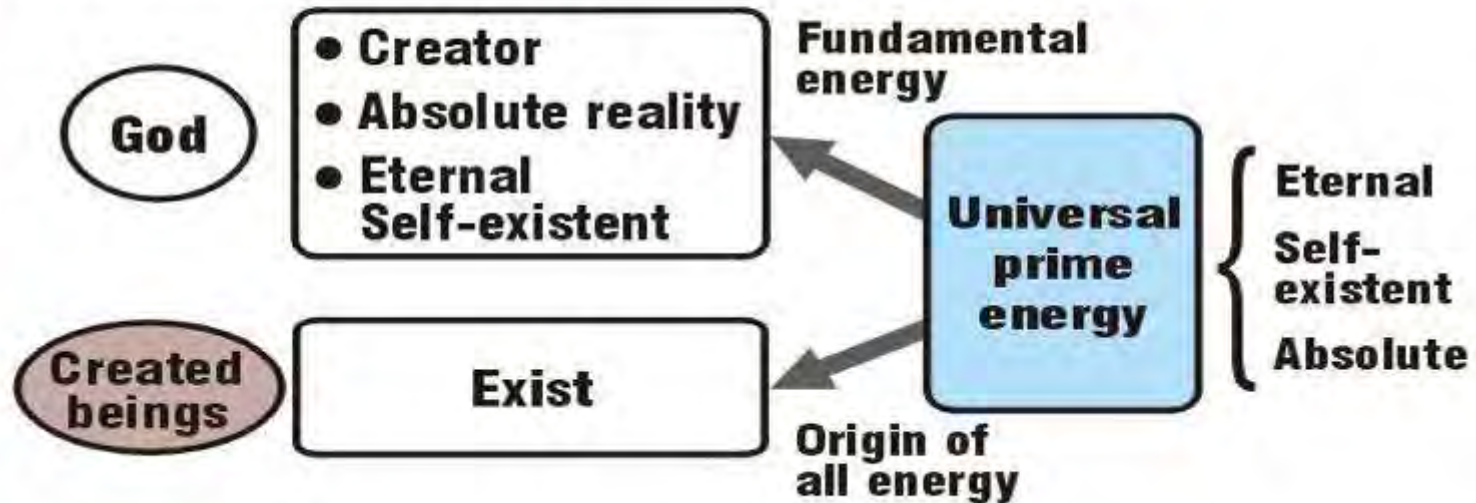 God
● Creator
● Absolute reality
● Eternal
Self-existent
Fundamental
energy
Universal
prime
energy
Eternal
Self-
existent
Absolute
Created
beings
Exist
Origin of
all energy